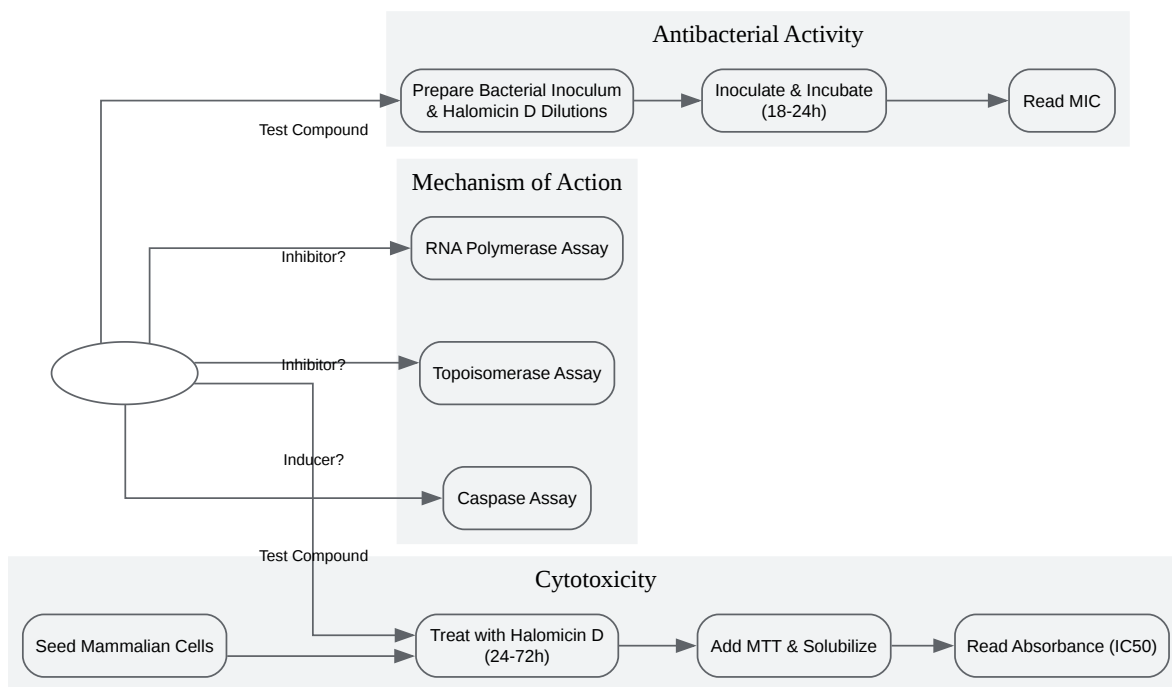 Antibacterial Activity
Prepare Bacterial Inoculum
& Halomicin D Dilutions
Inoculate & Incubate
(18-24h)
Read MIC
Test Compound
Mechanism of Action
RNA Polymerase Assay
Inhibitor?
Topoisomerase Assay
Inhibitor?
Inducer?
Caspase Assay
Test Compound
Cytotoxicity
Seed Mammalian Cells
Treat with Halomicin D
(24-72h)
Add MTT & Solubilize
Read Absorbance (IC50)